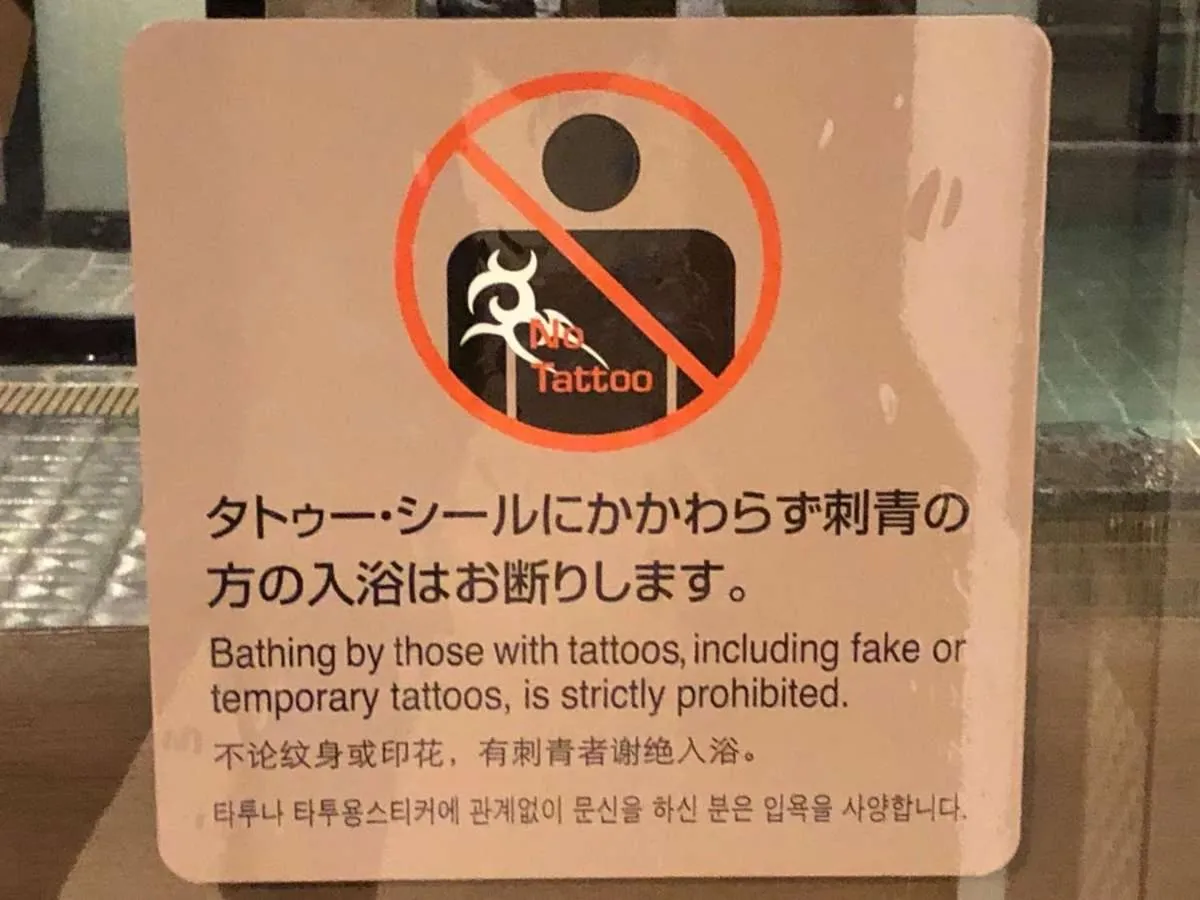 No
Tattoo
タトゥー・シールにかかわらず刺青の
方の入浴はお断りします。
Bathing by those with tattoos, including fake or
temporary tattoos, is strictly prohibited.
不论纹身或印花，有刺青者谢绝入浴。
타투나 타투용스티커에 관계없이 문신을 하신 분은 입욕을 사양합니다.